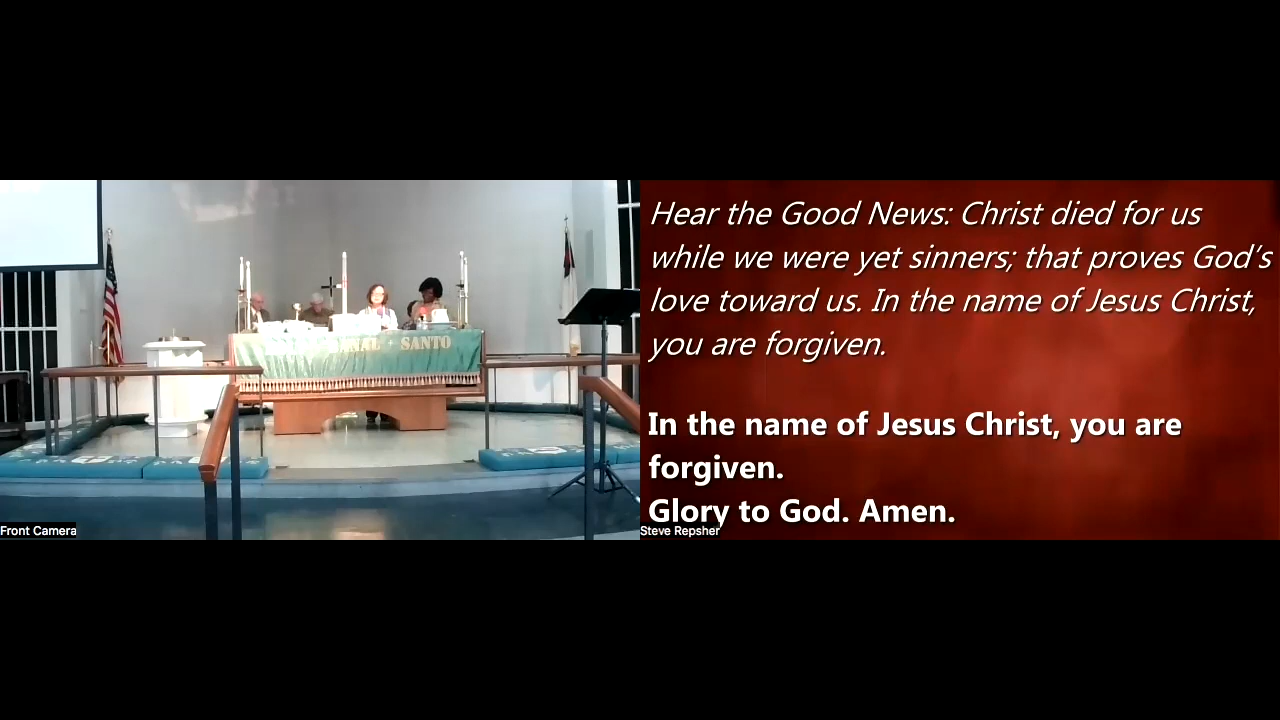 SANTO
Front Camera
Hear the Good News: Christ died for us
while we were yet sinners; that proves God's
love toward us. In the name of Jesus Christ,
you are forgiven.
In the name of Jesus Christ, you are
forgiven.
Glory to God. Amen.
Steve Repsher